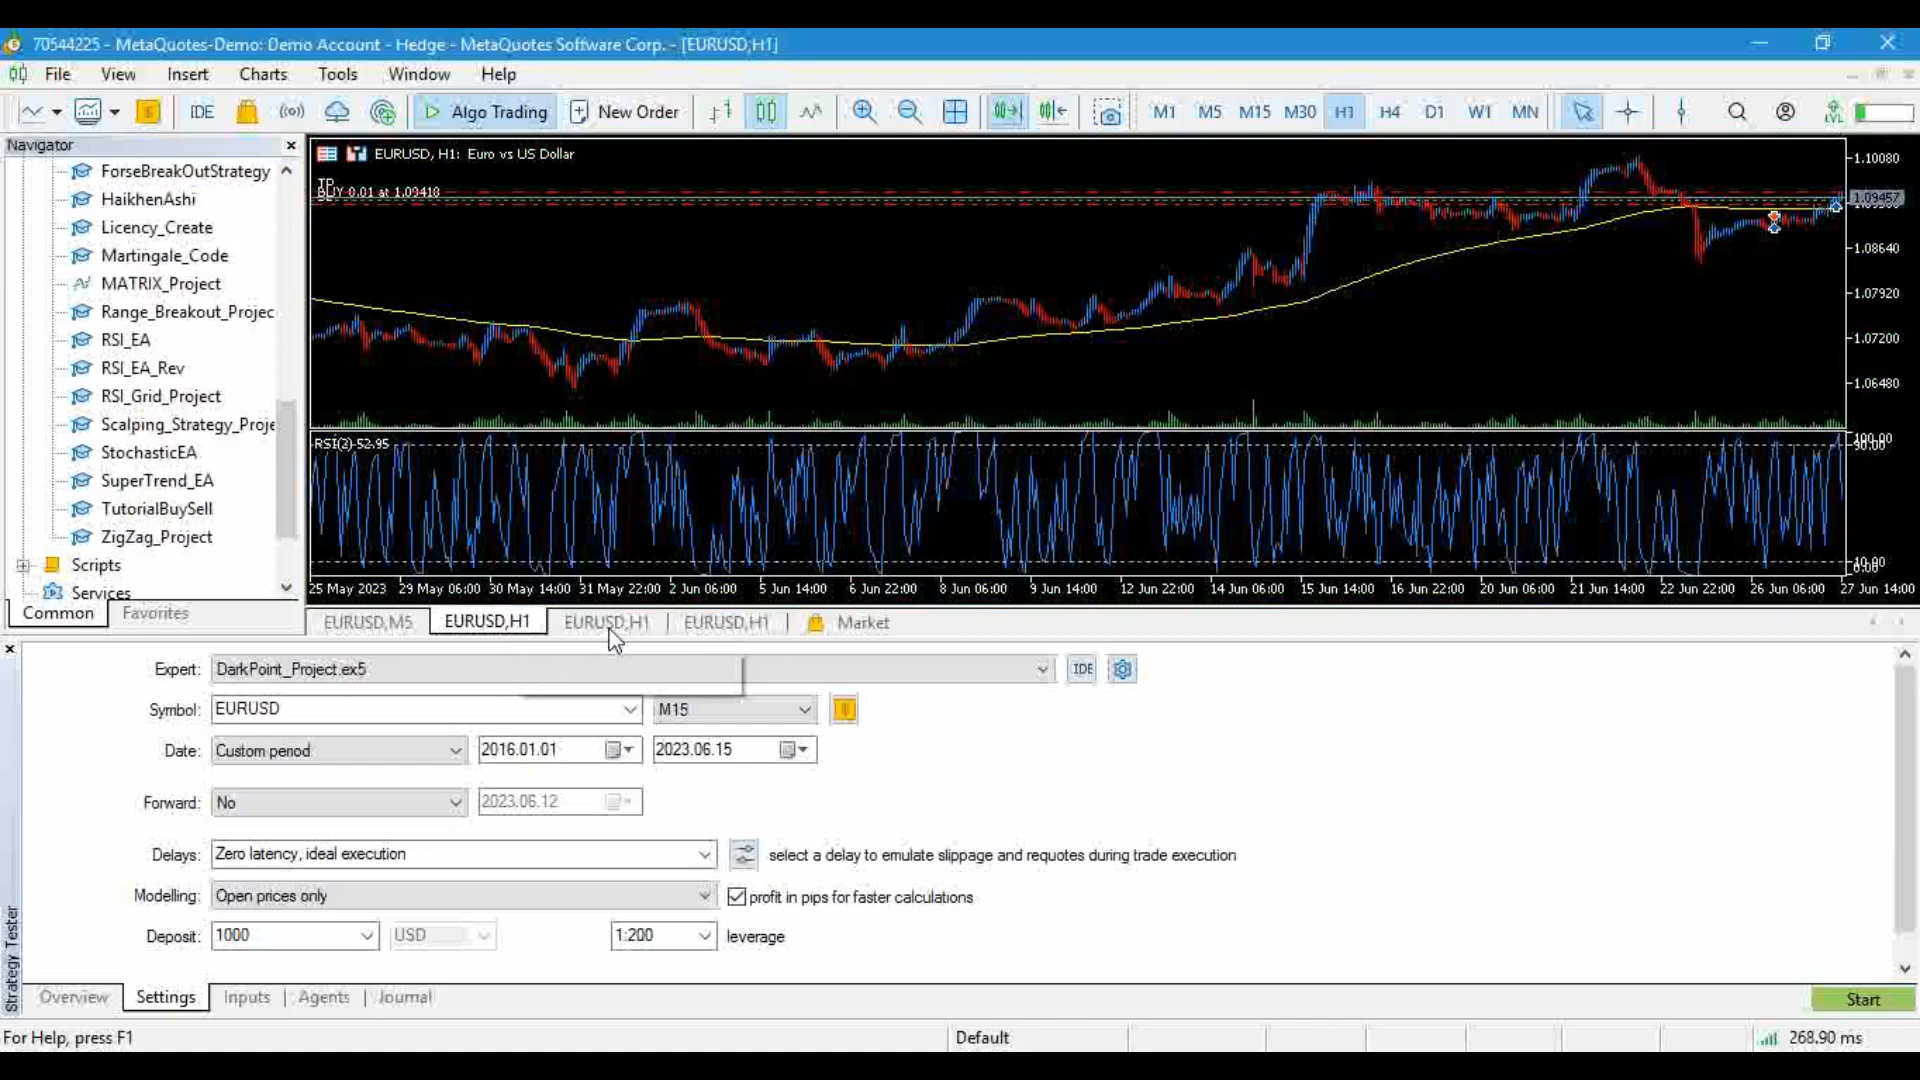 70544225 - MetaQuotes-Demo: Demo Account - Hedge - MetaQuotes Software Corp. - [EURUSD,H1]
File View Insert Charts Tools Window Help
IDE Algo Trading New Order M1 M5 M15 M30 H1 H4 D1 W1 MN
Navigator
ForseBreakOutStrategy
HaikhenAshi
Licency_Create
Martingale_Code
MATRIX_Project
Range_Breakout_Projec
RSI_EA
RSI_EA_Rev
RSI_Grid_Project
Scalping_Strategy_Proje
StochasticEA
SuperTrend_EA
TutorialBuySell
ZigZag_Project
Scripts
Services
Common Favorites
EURUSD, H1: Euro vs US Dollar
TP
BUY 0.01 at 1.09418
1.10080
1.09457
1.08640
1.07920
1.07200
1.06480
RSI(2) 52.95
100.00
90.00
10.00
0.00
25 May 2023 29 May 06:00 30 May 14:00 31 May 22:00 2 Jun 06:00 5 Jun 14:00 6 Jun 22:00 8 Jun 06:00 9 Jun 14:00 12 Jun 22:00 14 Jun 06:00 15 Jun 14:00 16 Jun 22:00 20 Jun 06:00 21 Jun 14:00 22 Jun 22:00 26 Jun 06:00 27 Jun 14:00
EURUSD,M5 EURUSD,H1 EURUSD,H1 EURUSD,H1 Market
Expert: DarkPoint_Project.ex5 IDE
Symbol: EURUSD M15
Date: Custom period 2016.01.01 2023.06.15
Forward: No 2023.06.12
Delays: Zero latency, ideal execution select a delay to emulate slippage and requotes during trade execution
Modelling: Open prices only profit in pips for faster calculations
Deposit: 1000 USD 1:200 leverage
Strategy Tester
Overview Settings Inputs Agents Journal Start
For Help, press F1 Default 268.90 ms